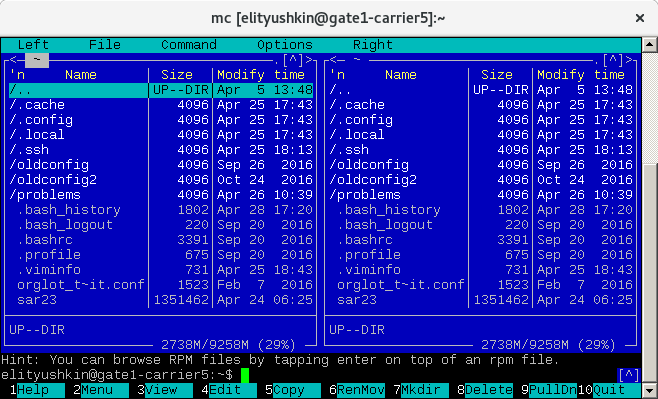 mc [elityushkin@gate1-carrier5]:~ ×
Left File Command Options Right
<─ ~ .[^]> <─ ~ .[^]>
'n Name Size Modify time 'n Name Size Modify time
/.. UP--DIR Apr 5 13:48 /.. UP--DIR Apr 5 13:48
/.cache 4096 Apr 25 17:43 /.cache 4096 Apr 25 17:43
/.config 4096 Apr 25 17:43 /.config 4096 Apr 25 17:43
/.local 4096 Apr 25 17:43 /.local 4096 Apr 25 17:43
/.ssh 4096 Apr 25 18:13 /.ssh 4096 Apr 25 18:13
/oldconfig 4096 Sep 26 2016 /oldconfig 4096 Sep 26 2016
/oldconfig2 4096 Oct 24 2016 /oldconfig2 4096 Oct 24 2016
/problems 4096 Apr 26 10:39 /problems 4096 Apr 26 10:39
.bash_history 1802 Apr 28 17:20 .bash_history 1802 Apr 28 17:20
.bash_logout 220 Sep 20 2016 .bash_logout 220 Sep 20 2016
.bashrc 3391 Sep 20 2016 .bashrc 3391 Sep 20 2016
.profile 675 Sep 20 2016 .profile 675 Sep 20 2016
.viminfo 731 Apr 25 18:43 .viminfo 731 Apr 25 18:43
orglot_t~it.conf 1523 Feb 7 2016 orglot_t~it.conf 1523 Feb 7 2016
sar23 1351462 Apr 24 06:25 sar23 1351462 Apr 24 06:25
UP--DIR UP--DIR
2738M/9258M (29%) 2738M/9258M (29%)
Hint: You can browse RPM files by tapping enter on top of an rpm file.
elityushkin@gate1-carrier5:~$ [^]
1Help 2Menu 3View 4Edit 5Copy 6RenMov 7Mkdir 8Delete 9PullDn 10Quit